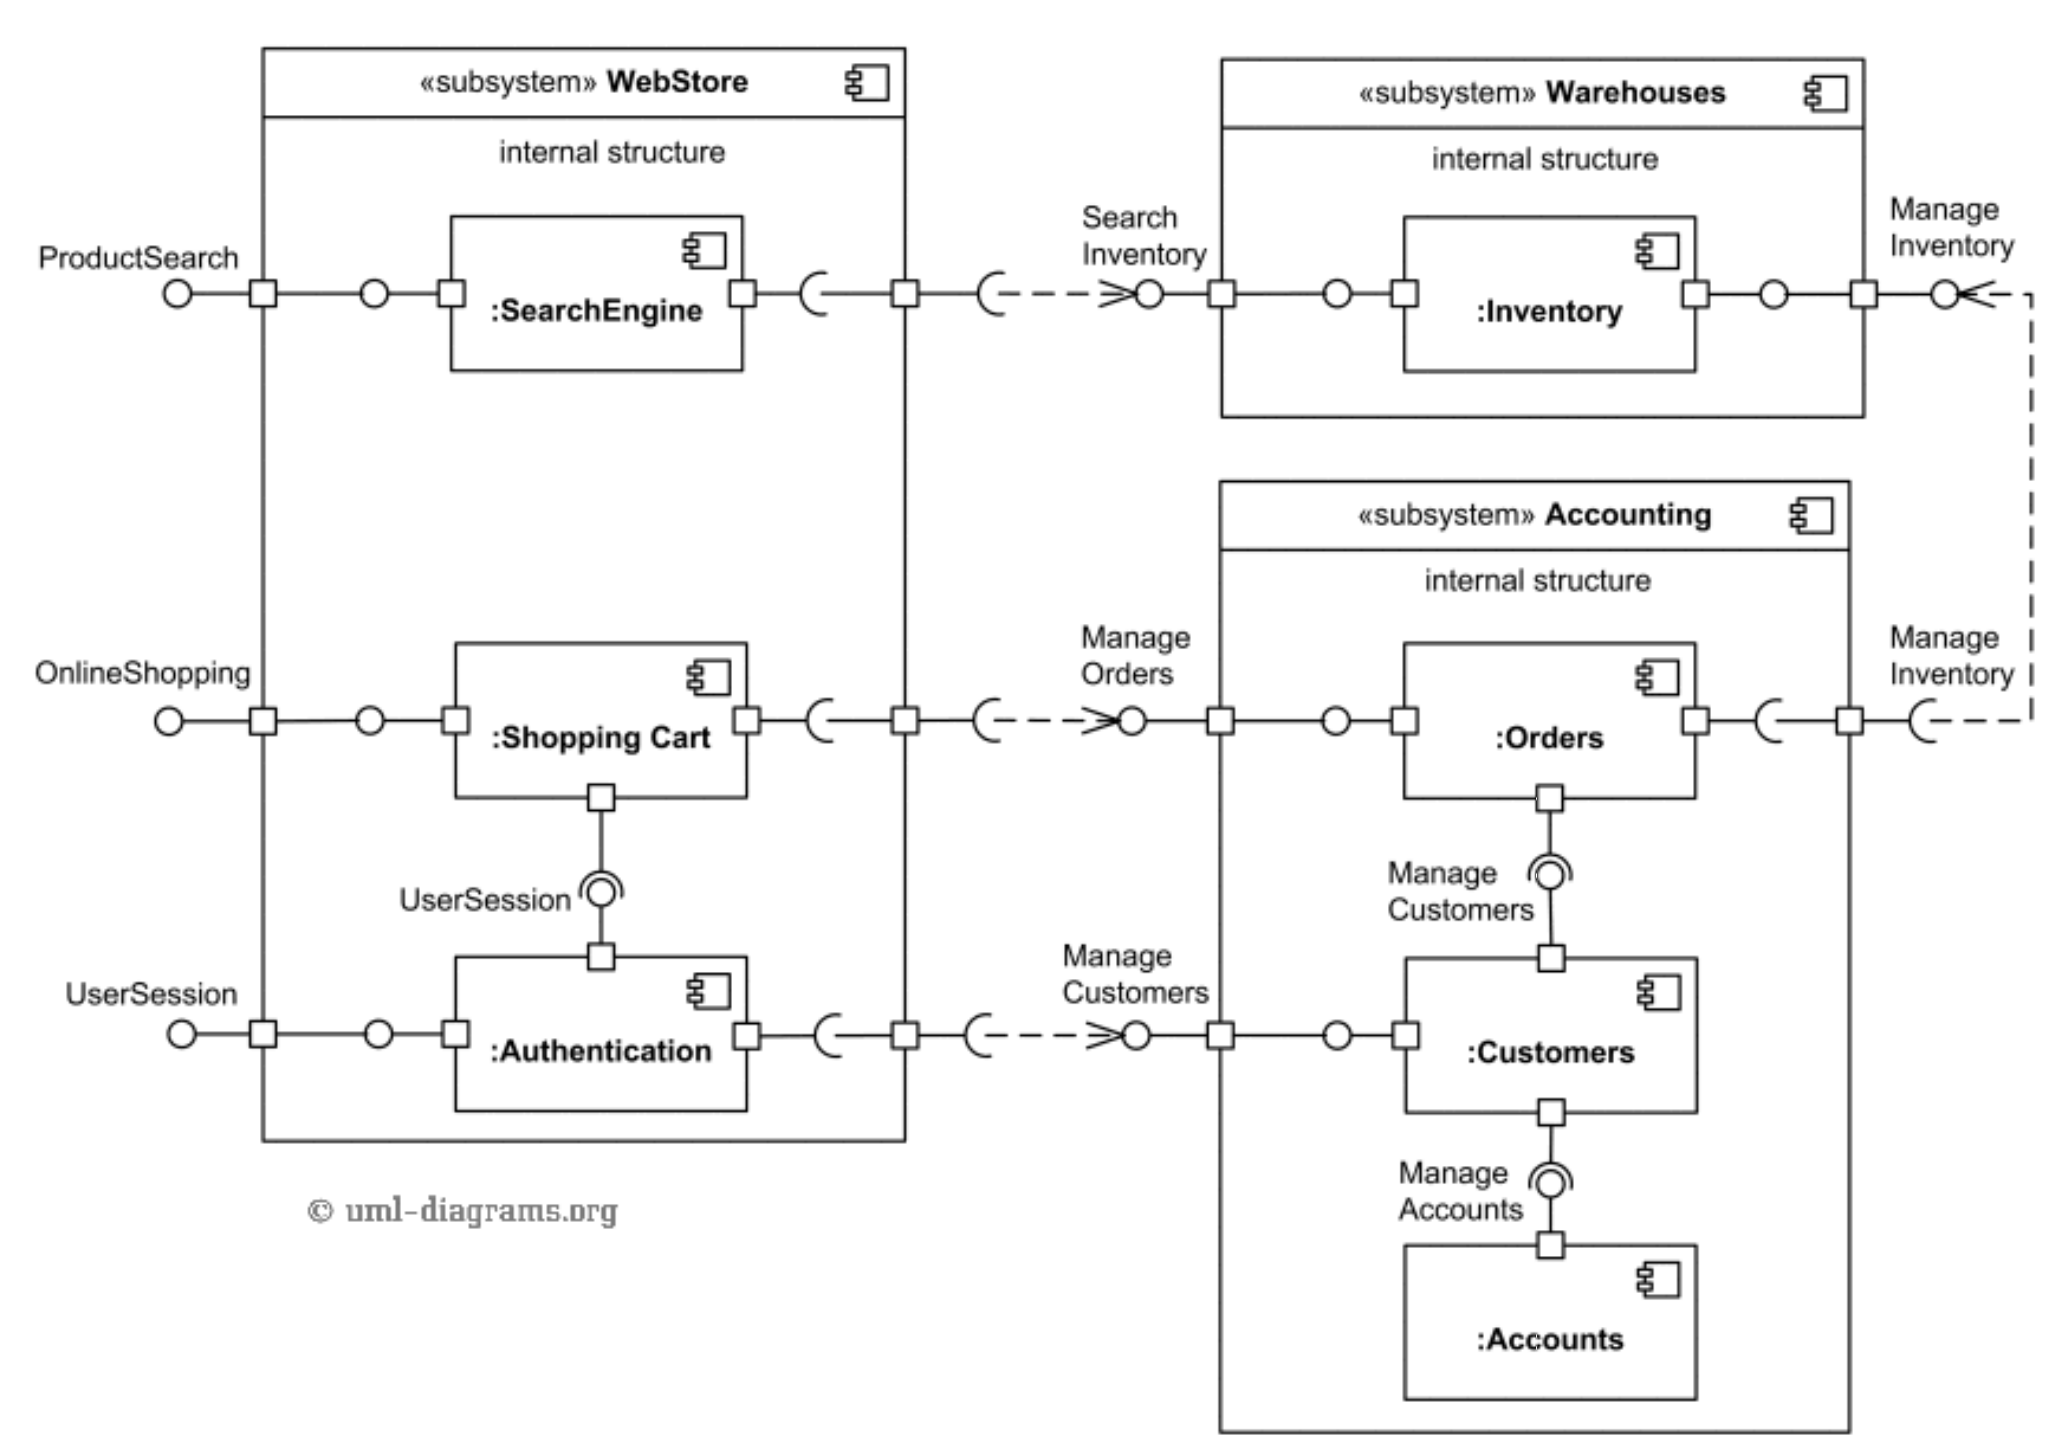 «subsystem» WebStore
internal structure
ProductSearch
:SearchEngine
OnlineShopping
:Shopping Cart
UserSession
UserSession
:Authentication
Search
Inventory
«subsystem» Warehouses
internal structure
:Inventory
Manage
Inventory
«subsystem» Accounting
internal structure
Manage
Orders
:Orders
Manage
Inventory
Manage
Customers
Manage
Customers
:Customers
Manage
Accounts
:Accounts
© uml-diagrams.org